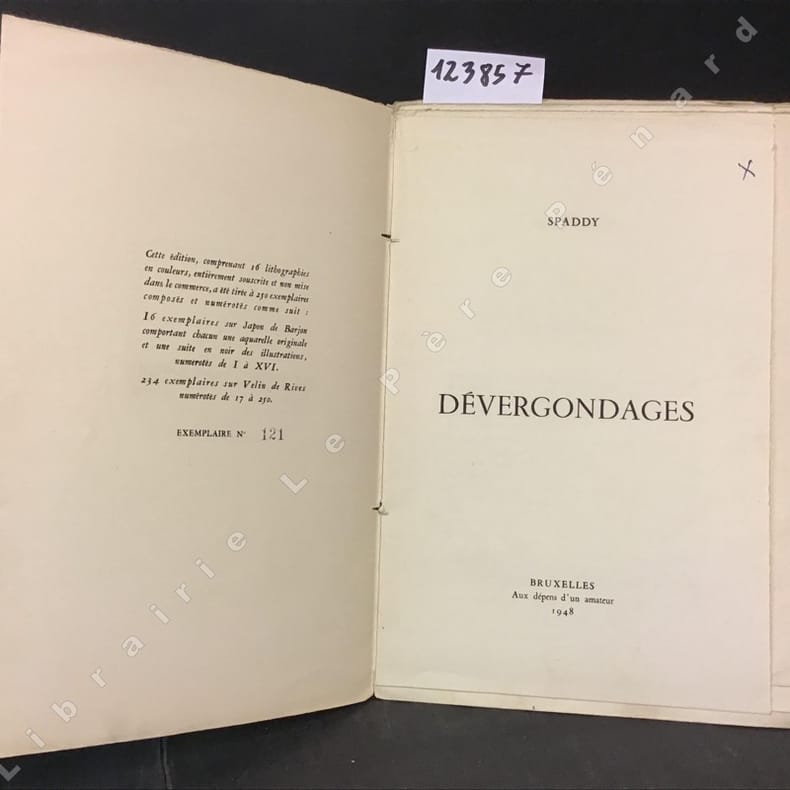 123857
Cette édition, comprenant 16 lithographies
en couleurs, entièrement souscrite et non mise
dans le commerce, a été tirée à 250 exemplaires
composés et numérotés comme suit :
16 exemplaires sur Japon de Barjon
comportant chacun une aquarelle originale
et une suite en noir des illustrations,
numerotés de I à XVI.
234 exemplaires sur Velin de Rives
numérotés de 17 à 250.
EXEMPLAIRE N° 121
x
SPADDY
DÉVERGONDAGES
BRUXELLES
Aux dépens d'un amateur
1948
Librairie Le Père Pénard